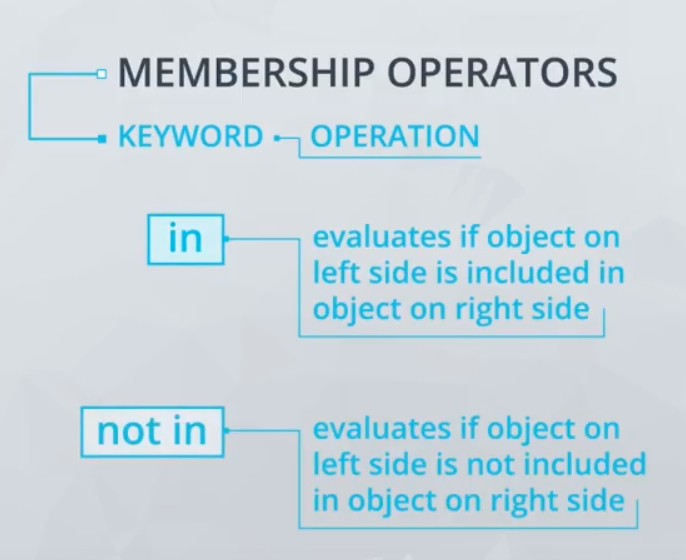 MEMBERSHIP OPERATORS
KEYWORD OPERATION
in
evaluates if object on
left side is included in
object on right side
not in
evaluates if object on
left side is not included
in object on right side